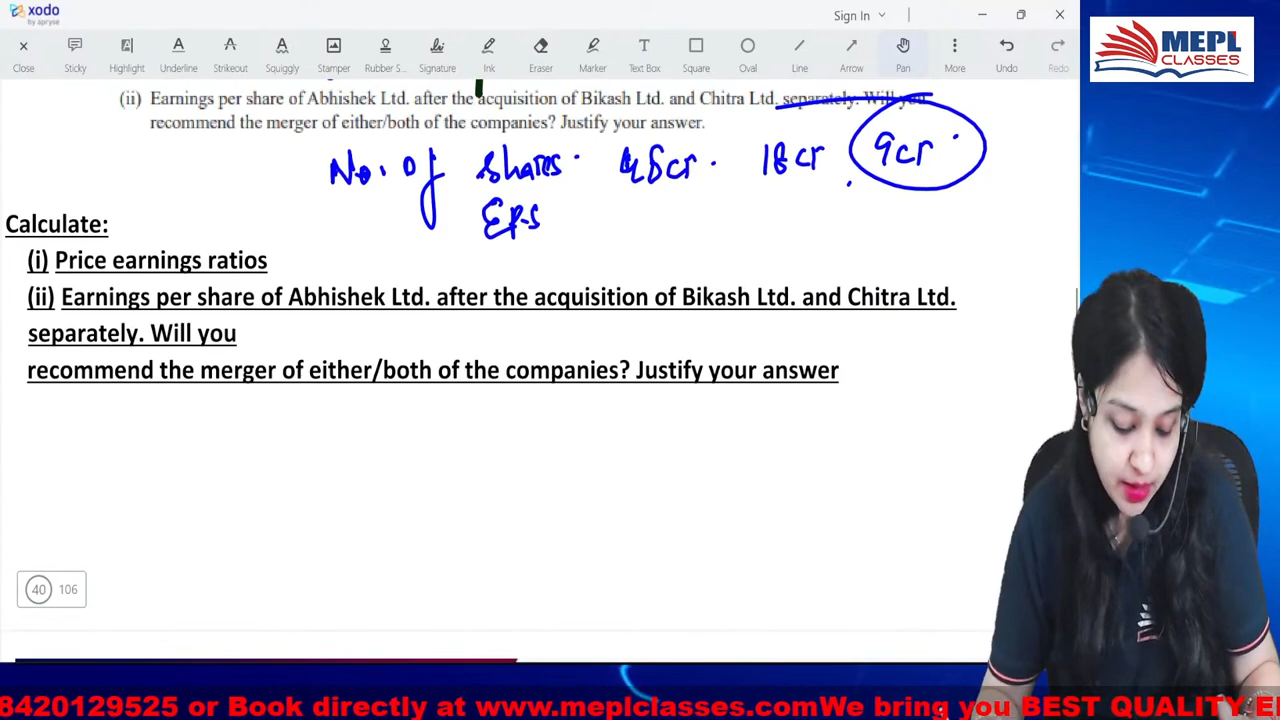 xodo
by apryse
Sign In
Close Sticky Highlight Underline Strikeout Squiggly Stamper Rubber Signature Pencil Eraser Marker Text Box Square Oval Line Arrow Pan More Undo Redo
MEPL
CLASSES
(ii) Earnings per share of Abhishek Ltd. after the acquisition of Bikash Ltd. and Chitra Ltd. separately. Will you
recommend the merger of either/both of the companies? Justify your answer.
No. of shares 45cr 18cr 9cr
EPS
Calculate:
(i) Price earnings ratios
(ii) Earnings per share of Abhishek Ltd. after the acquisition of Bikash Ltd. and Chitra Ltd.
separately. Will you
recommend the merger of either/both of the companies? Justify your answer
40 106
8420129525 or Book directly at www.meplclasses.comWe bring you BEST QUALITY E